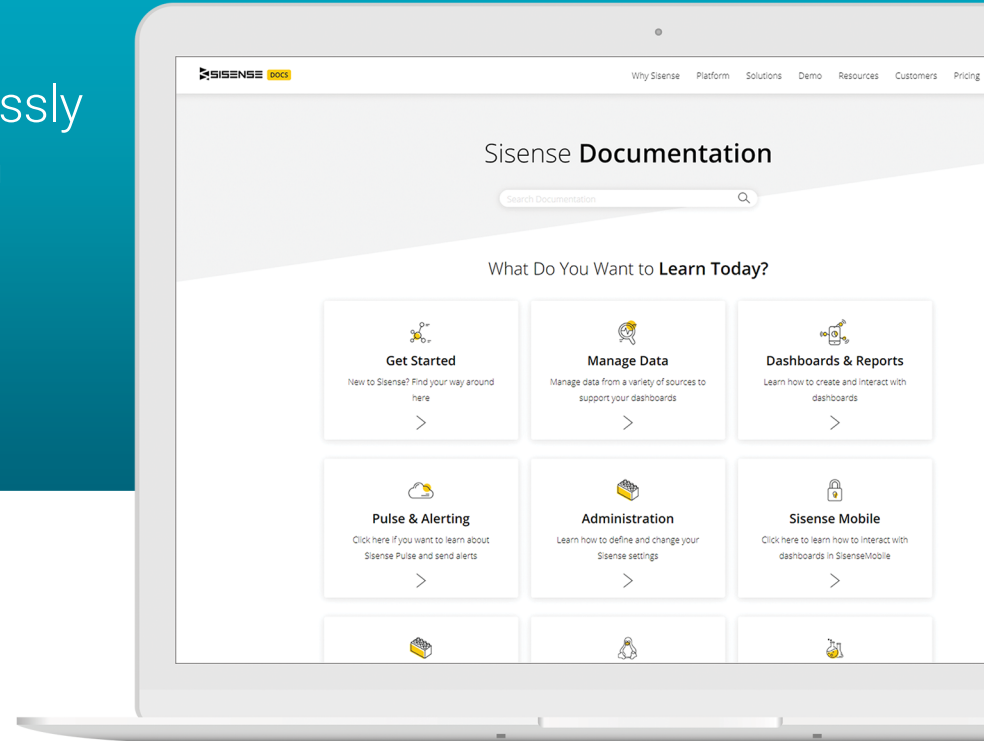 ssly
SISENSE DOCS
Why Sisense Platform Solutions Demo Resources Customers Pricing
Sisense Documentation
Search Documentation
What Do You Want to Learn Today?
Get Started
New to Sisense? Find your way around
here
Manage Data
Manage data from a variety of sources to
support your dashboards
Dashboards & Reports
Learn how to create and interact with
dashboards
Pulse & Alerting
Click here if you want to learn about
Sisense Pulse and send alerts
Administration
Learn how to define and change your
Sisense settings
Sisense Mobile
Click here to learn how to interact with
dashboards in SisenseMobile